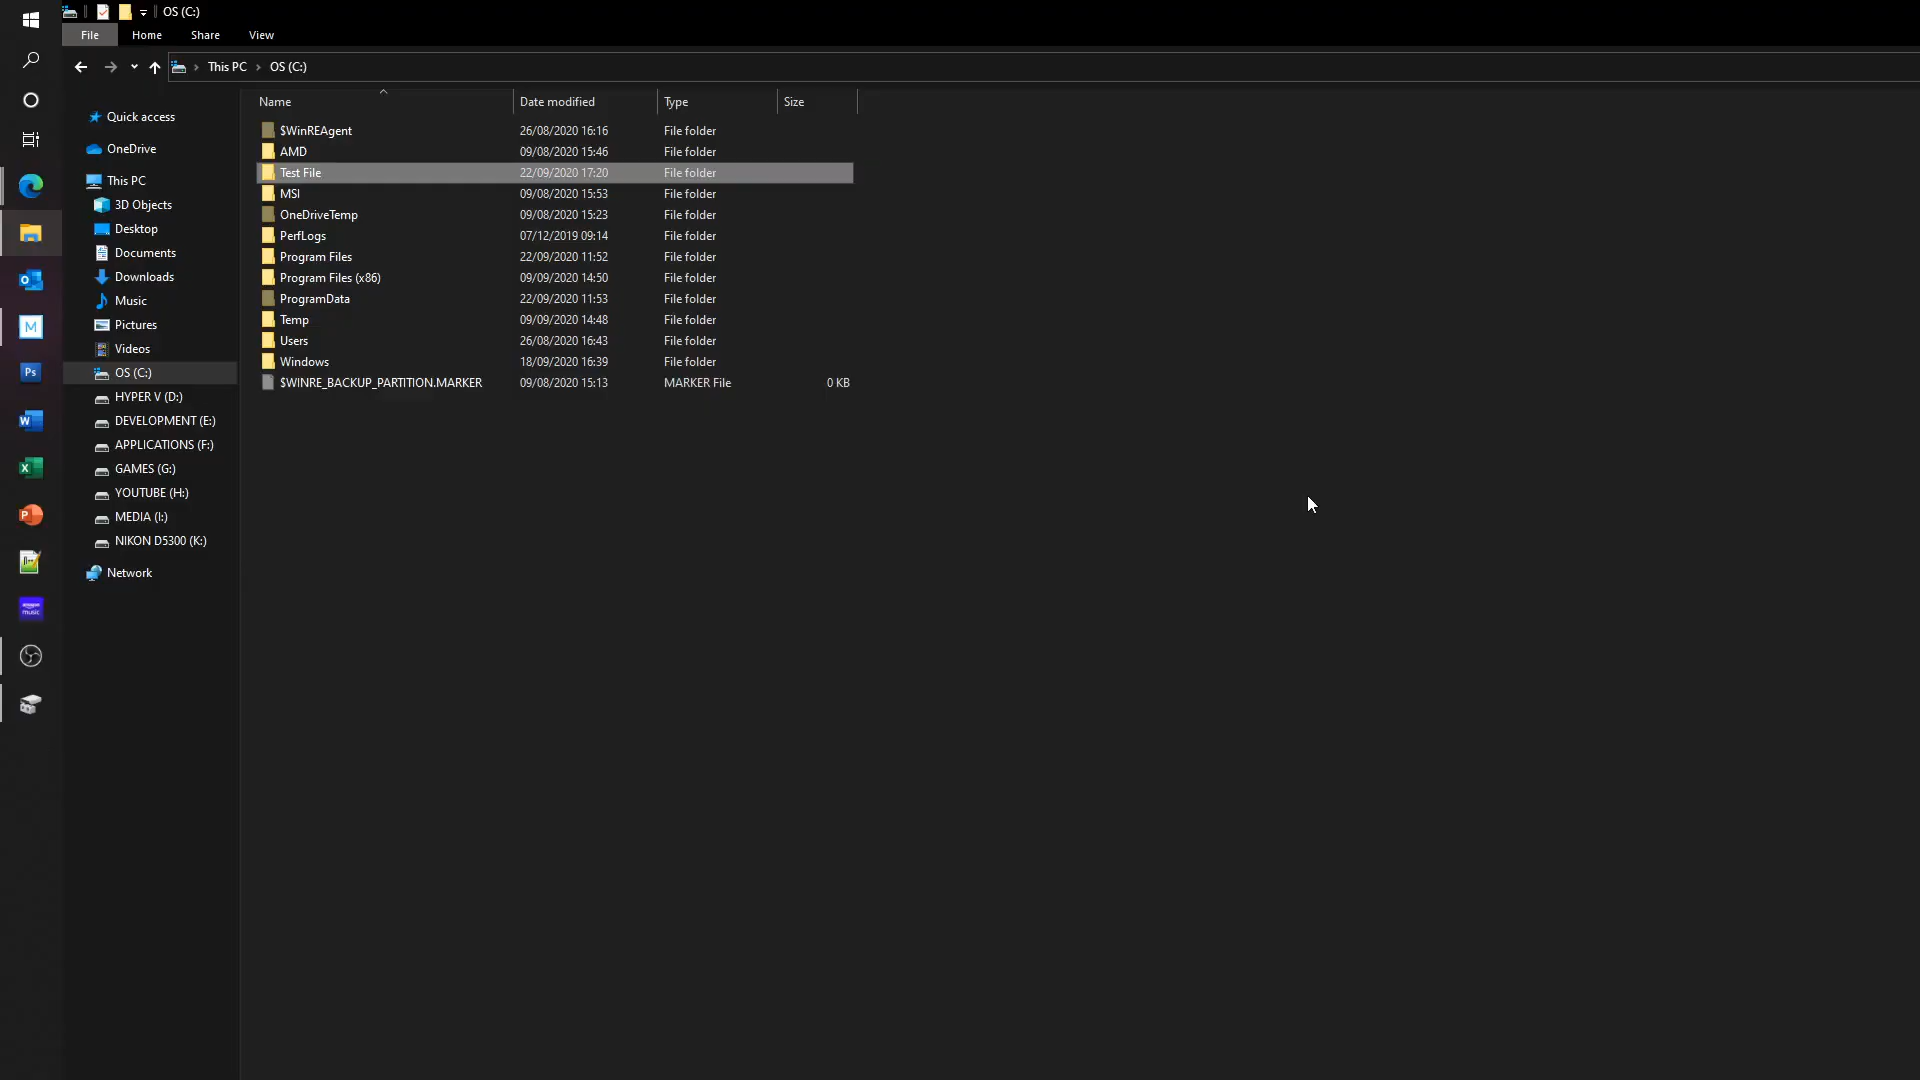 OS (C:)
File Home Share View
This PC OS (C:)
Name Date modified Type Size
Quick access
OneDrive
This PC
3D Objects
Desktop
Documents
Downloads
Music
Pictures
Videos
OS (C:)
HYPER V (D:)
DEVELOPMENT (E:)
APPLICATIONS (F:)
GAMES (G:)
YOUTUBE (H:)
MEDIA (I:)
NIKON D5300 (K:)
Network
$WinREAgent 26/08/2020 16:16 File folder
AMD 09/08/2020 15:46 File folder
Test File 22/09/2020 17:20 File folder
MSI 09/08/2020 15:53 File folder
OneDriveTemp 09/08/2020 15:23 File folder
PerfLogs 07/12/2019 09:14 File folder
Program Files 22/09/2020 11:52 File folder
Program Files (x86) 09/09/2020 14:50 File folder
ProgramData 22/09/2020 11:53 File folder
Temp 09/09/2020 14:48 File folder
Users 26/08/2020 16:43 File folder
Windows 18/09/2020 16:39 File folder
$WINRE_BACKUP_PARTITION.MARKER 09/08/2020 15:13 MARKER File 0 KB
O
M
Ps
W
X
P
amazon music